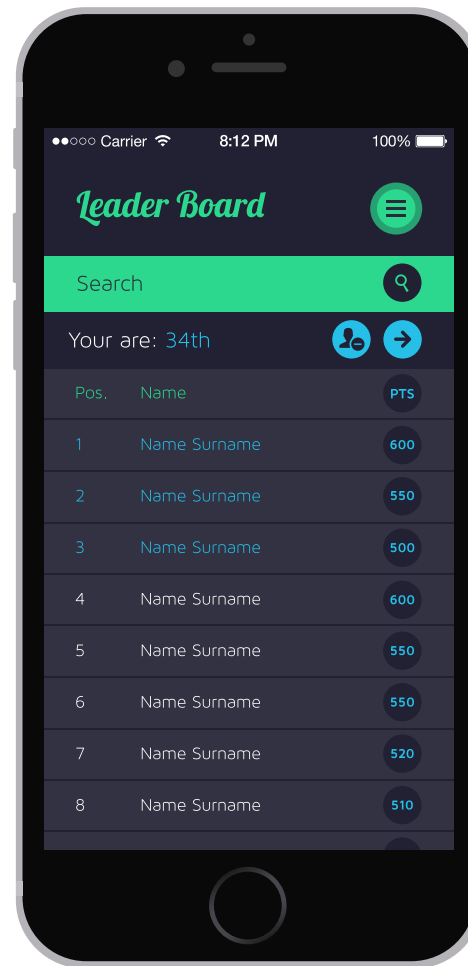 Carrier 8:12 PM 100%
Leader Board
Search
Your are: 34th
Pos. Name PTS
1 Name Surname 600
2 Name Surname 550
3 Name Surname 500
4 Name Surname 600
5 Name Surname 550
6 Name Surname 550
7 Name Surname 520
8 Name Surname 510